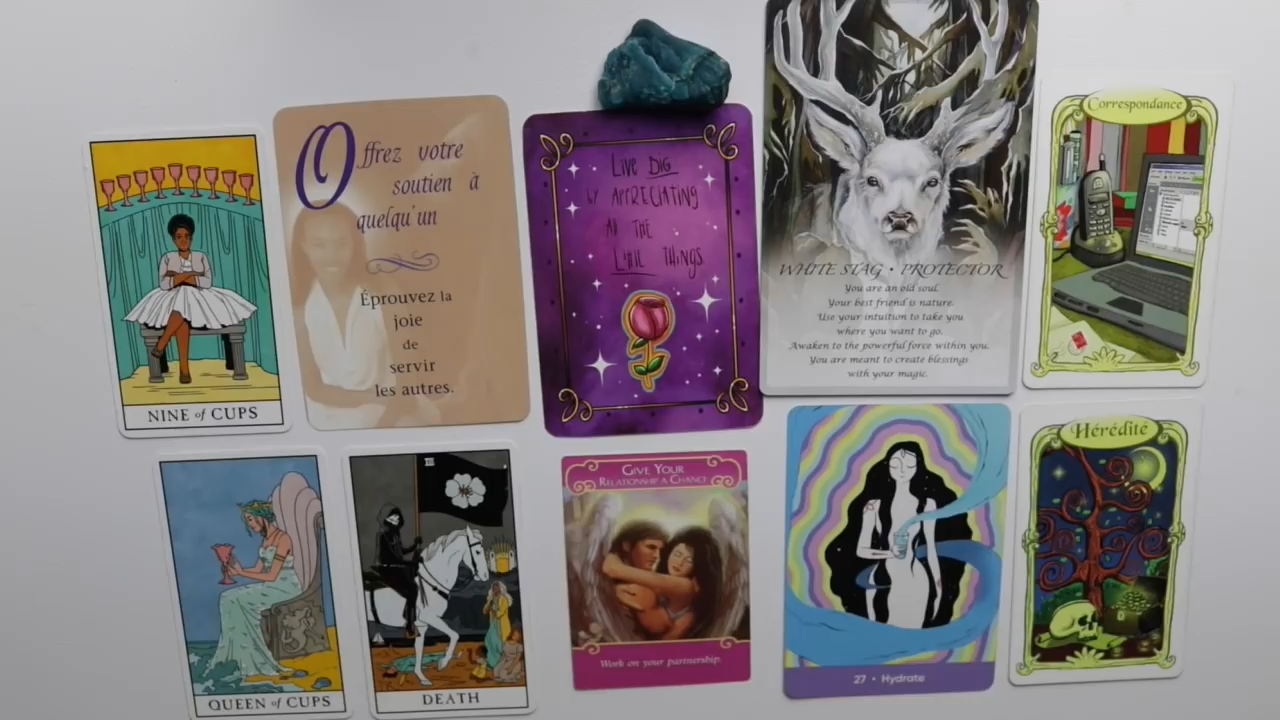 NINE of CUPS
Offrez votre
soutien à
quelqu'un
Éprouvez la
joie
de
servir
les autres.
LIVE BIG
by APPRECIATING
All THE
LITTLE THINGS
WHITE STAG • PROTECTOR
You are an old soul.
Your best friend is nature.
Use your intuition to take you
where you want to go.
Awaken to the powerful force within you.
You are meant to create blessings
with your magic.
Correspondance
QUEEN of CUPS
XIII
DEATH
GIVE YOUR
RELATIONSHIP A CHANCE
Work on your partnership.
27 • Hydrate
Hérédité